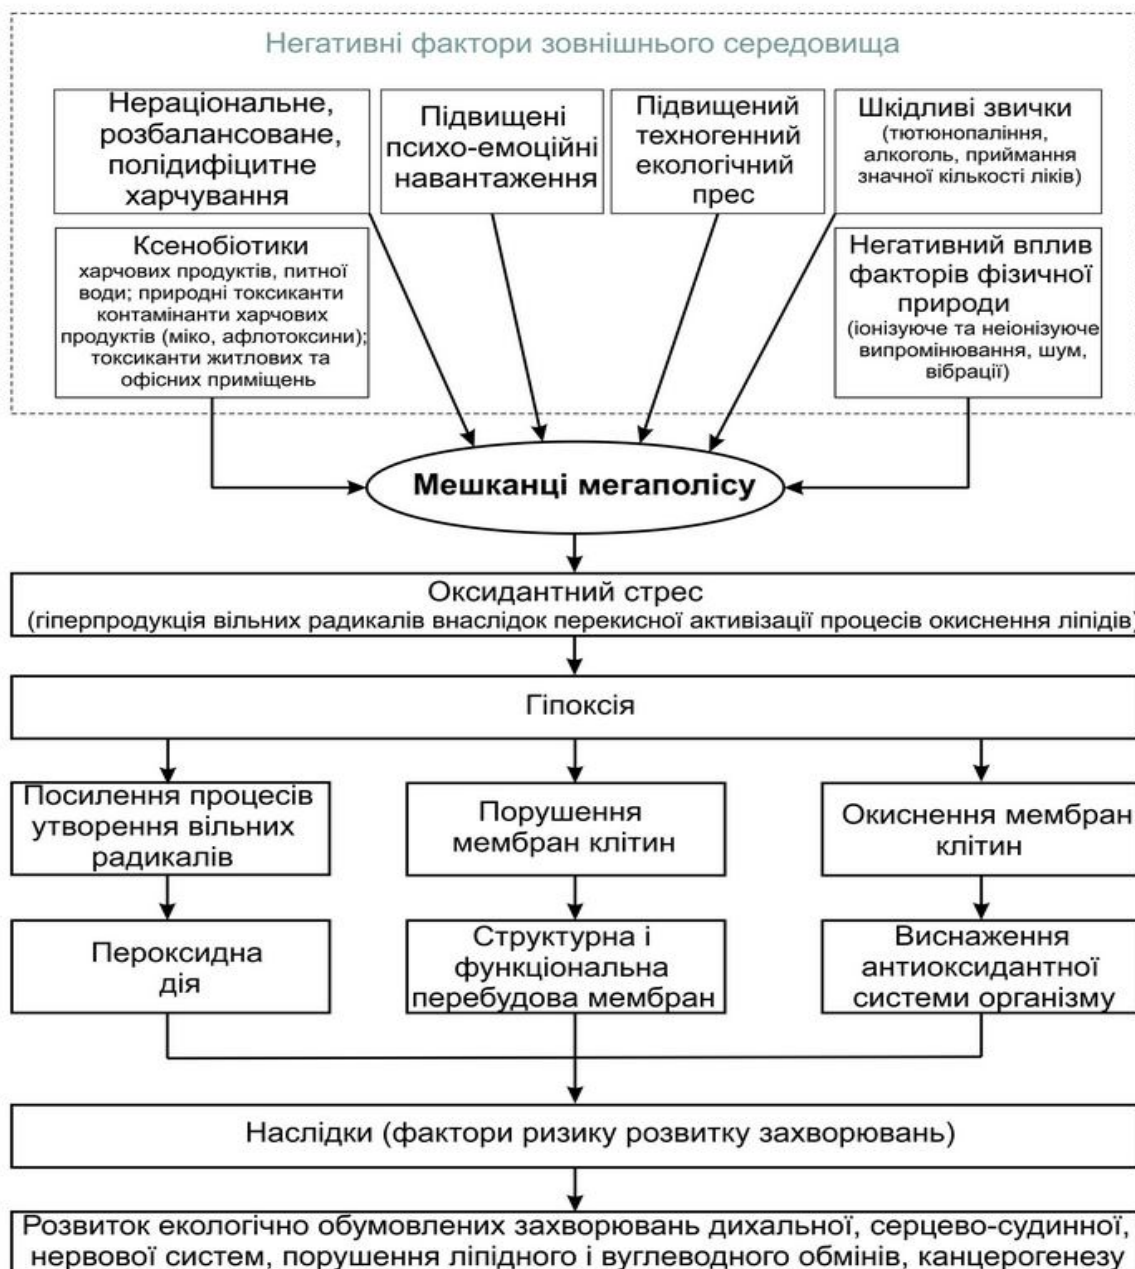 Негативні фактори зовнішнього середовища
Нераціональне,
розбалансоване,
полідифіцитне
харчування
Підвищені
психо-емоційні
навантаження
Підвищений
техногенний
екологічний
прес
Шкідливі звички
(тютюнопаління,
алкоголь, приймання
значної кількості ліків)
Ксенобіотики
харчових продуктів, питної
води; природні токсиканти
контамінанти харчових
продуктів (міко, афлотоксини);
токсиканти житлових та
офісних приміщень
Негативний вплив
факторів фізичної
природи
(іонізуюче та неіонізуюче
випромінювання, шум,
вібрації)
Мешканці мегаполісу
Оксидантний стрес
(гіперпродукція вільних радикалів внаслідок перекисної активізації процесів окиснення ліпідів)
Гіпоксія
Посилення процесів
утворення вільних
радикалів
Порушення
мембран клітин
Окиснення мембран
клітин
Пероксидна
дія
Структурна і
функціональна
перебудова мембран
Виснаження
антиоксидантної
системи організму
Наслідки (фактори ризику розвитку захворювань)
Розвиток екологічно обумовлених захворювань дихальної, серцево-судинної,
нервової систем, порушення ліпідного і вуглеводного обмінів, канцерогенезу